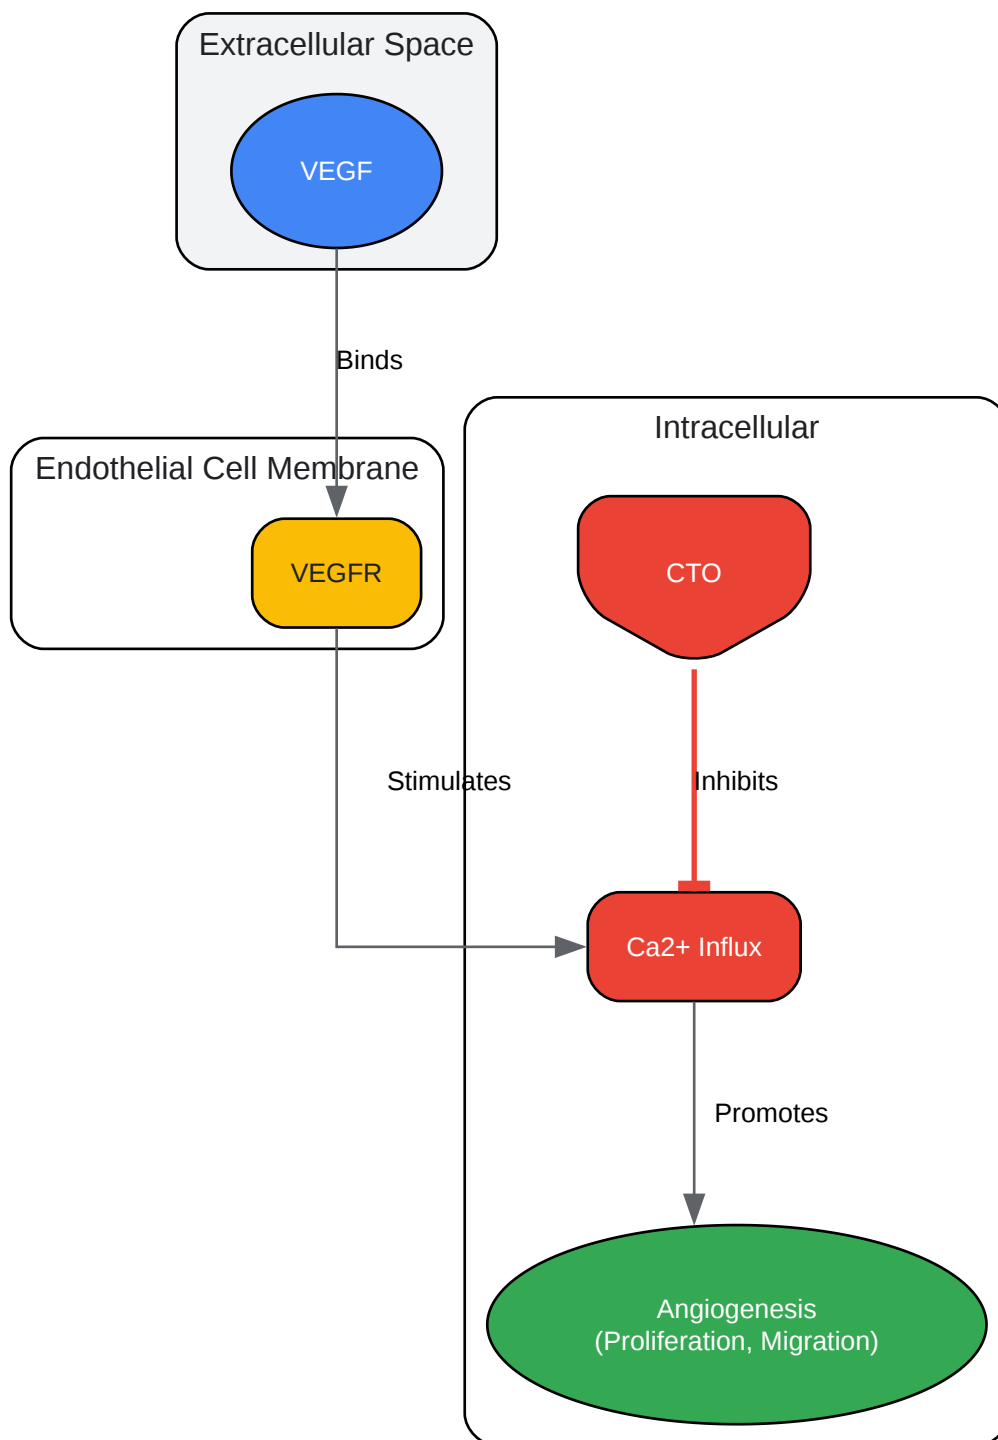 Extracellular Space
VEGF
Binds
Endothelial Cell Membrane
VEGFR
Intracellular
CTO
Stimulates
Inhibits
Ca2+ Influx
Promotes
Angiogenesis
(Proliferation, Migration)